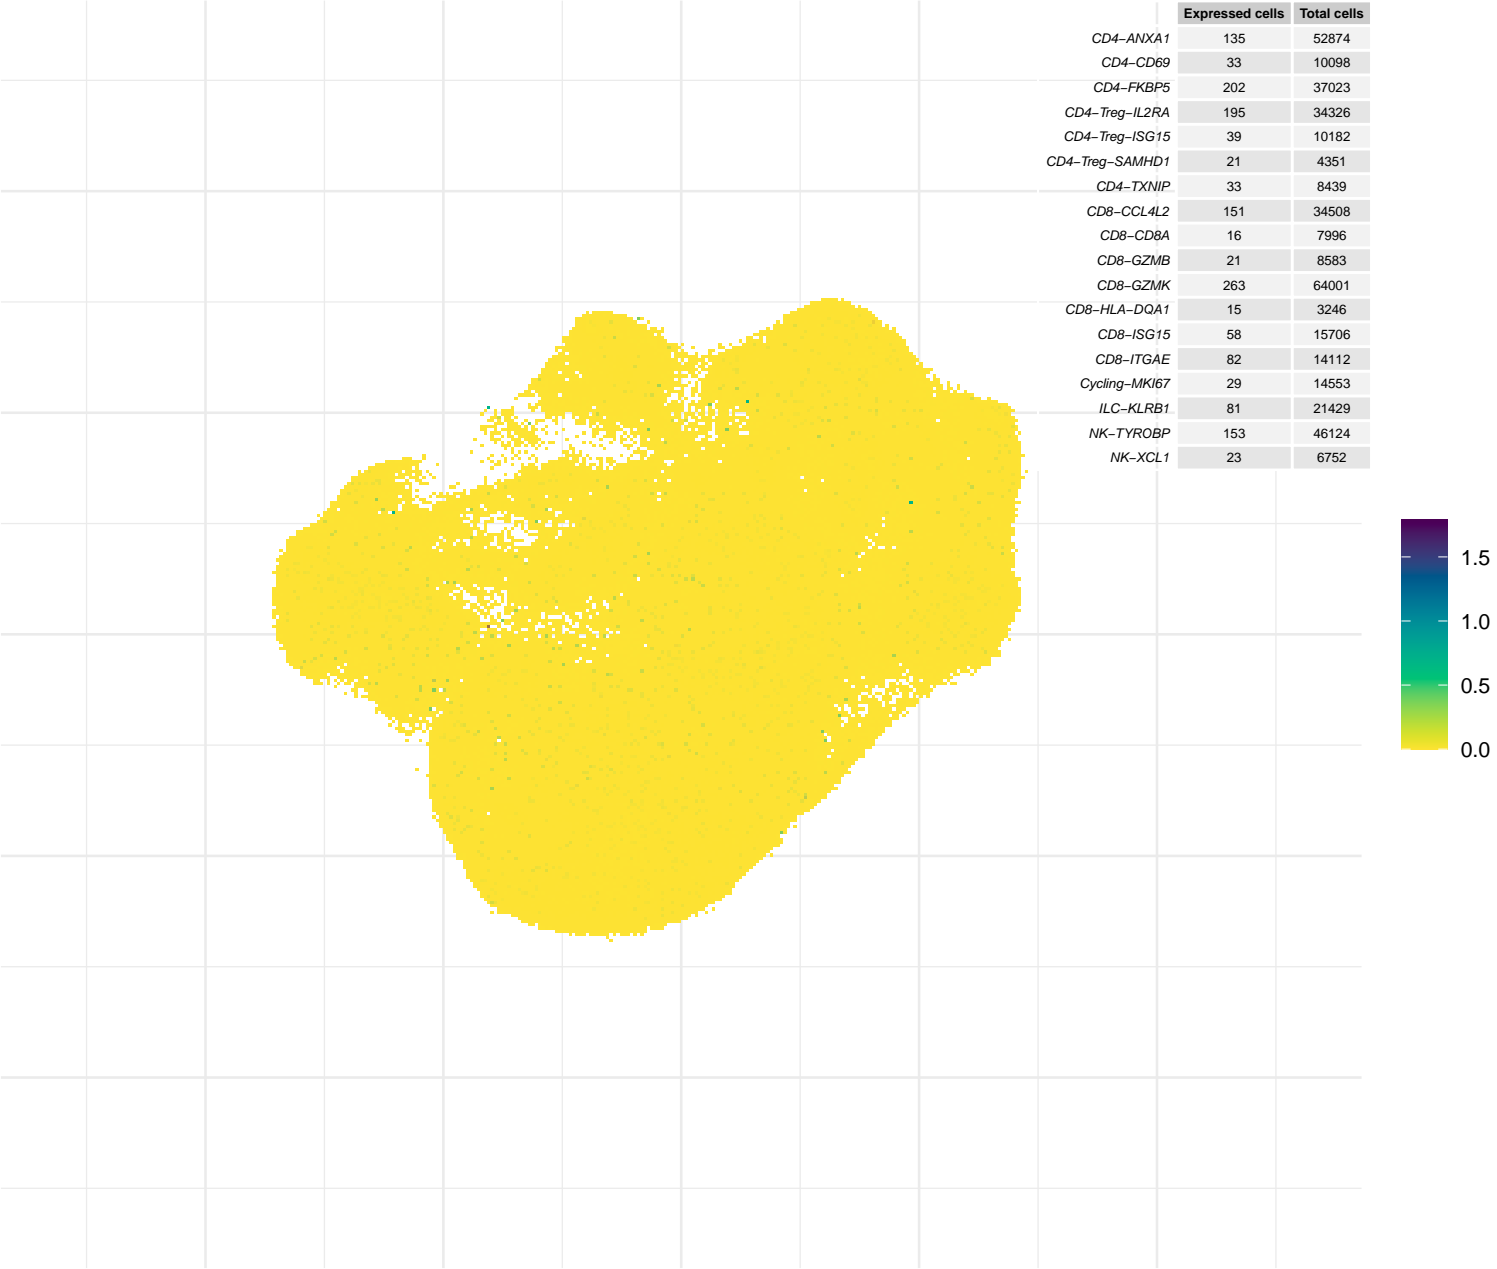 Expressed cells Total cells
CD4−ANXA1 135 52874
CD4−CD69 33 10098
CD4−FKBP5 202 37023
CD4−Treg−IL2RA 195 34326
CD4−Treg−ISG15 39 10182
CD4−Treg−SAMHD1 21 4351
CD4−TXNIP 33 8439
CD8−CCL4L2 151 34508
CD8−CD8A 16 7996
CD8−GZMB 21 8583
CD8−GZMK 263 64001
CD8−HLA−DQA1 15 3246
CD8−ISG15 58 15706
CD8−ITGAE 82 14112
Cycling−MKI67 29 14553
ILC−KLRB1 81 21429
NK−TYROBP 153 46124
NK−XCL1 23 6752
1.5
1.0
0.5
0.0